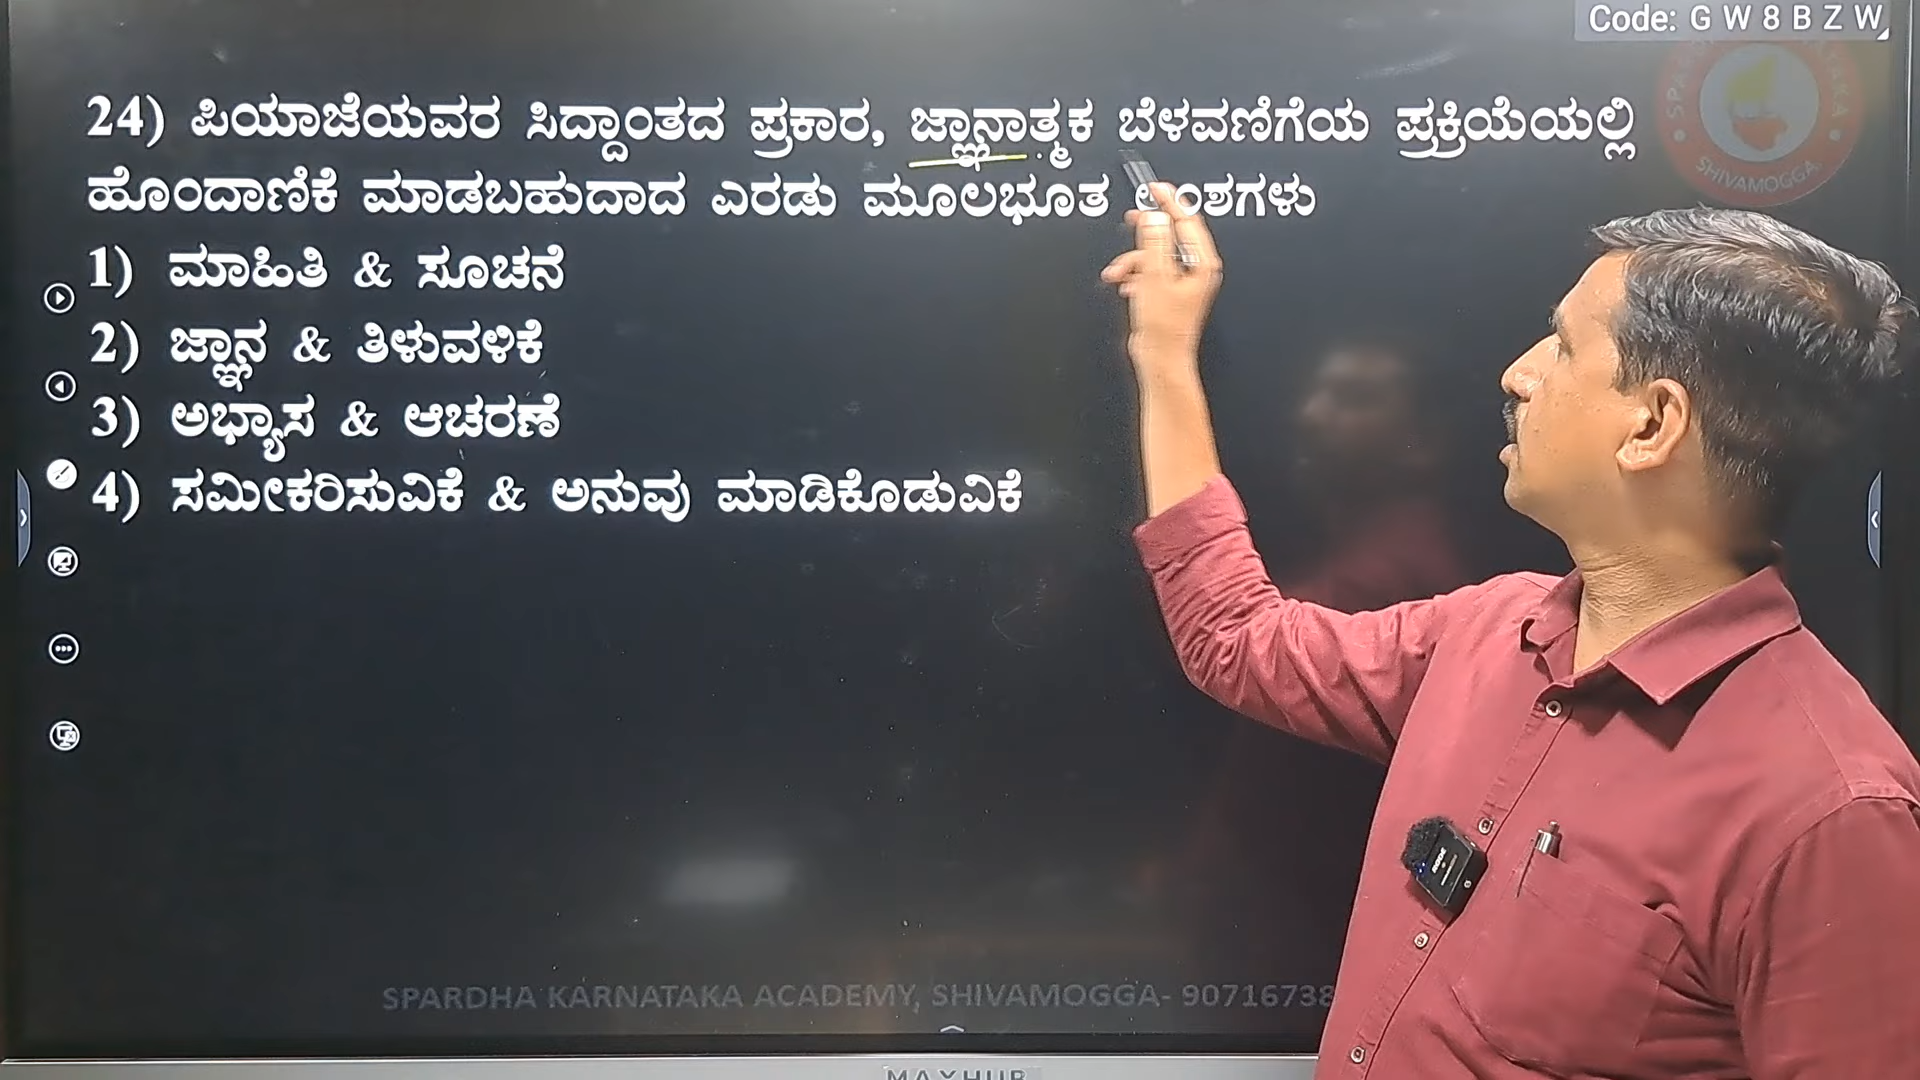 Code: G W 8 B Z W
24) ಪಿಯಾಜೆಯವರ ಸಿದ್ದಾಂತದ ಪ್ರಕಾರ, ಜ್ಞಾನಾತ್ಮಕ ಬೆಳವಣಿಗೆಯ ಪ್ರಕ್ರಿಯೆಯಲ್ಲಿ
ಹೊಂದಾಣಿಕೆ ಮಾಡಬಹುದಾದ ಎರಡು ಮೂಲಭೂತ ಅಂಶಗಳು
1) ಮಾಹಿತಿ & ಸೂಚನೆ
2) ಜ್ಞಾನ & ತಿಳುವಳಿಕೆ
3) ಅಭ್ಯಾಸ & ಆಚರಣೆ
4) ಸಮೀಕರಿಸುವಿಕೆ & ಅನುವು ಮಾಡಿಕೊಡುವಿಕೆ
SHIVAMOGGA
SPARDHA KARNATAKA ACADEMY, SHIVAMOGGA- 90716738
MAXHUB